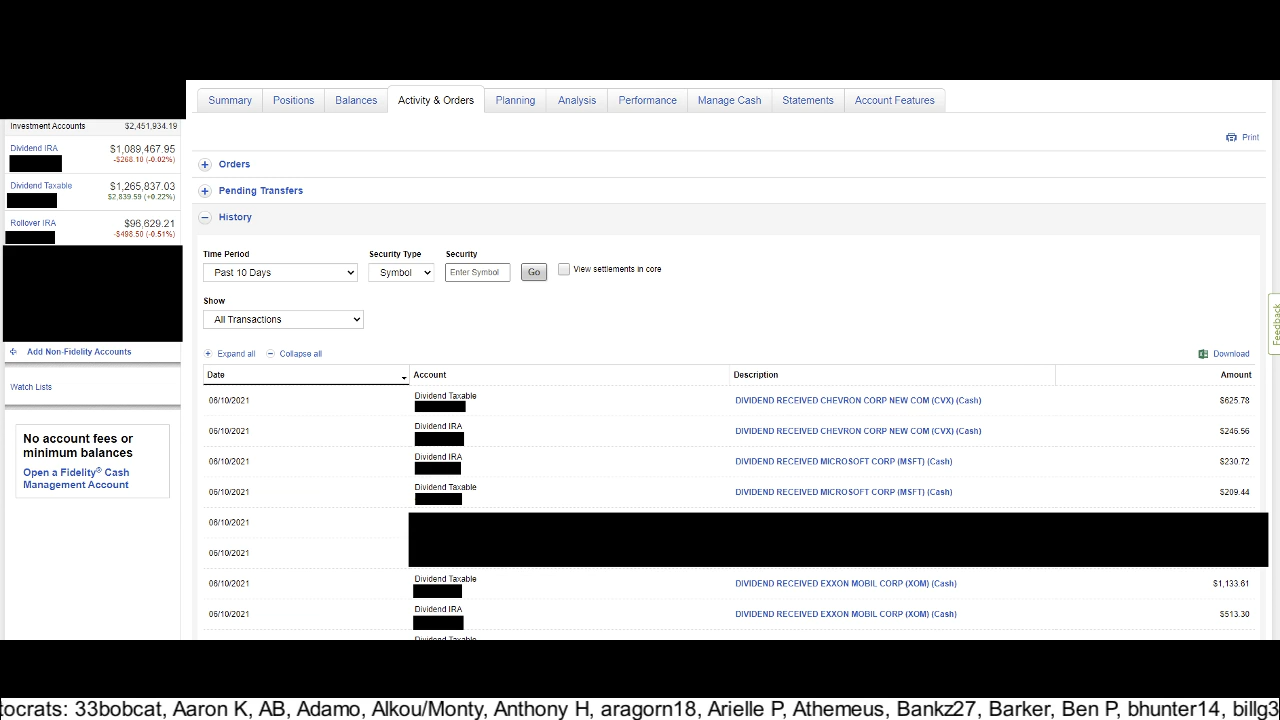 Summary Positions Balances Activity & Orders Planning Analysis Performance Manage Cash Statements Account Features
Investment Accounts $2,451,934.19
Dividend IRA $1,089,467.95
-$268.10 (-0.02%)
Dividend Taxable $1,265,837.03
$2,839.59 (+0.22%)
Rollover IRA $96,629.21
-$498.50 (-0.51%)
Add Non-Fidelity Accounts
Watch Lists
No account fees or
minimum balances
Open a Fidelity® Cash
Management Account
Print
Orders
Pending Transfers
History
Time Period Security Type Security
Past 10 Days Symbol Enter Symbol Go View settlements in core
Show
All Transactions
Expand all Collapse all Download
Date Account Description Amount
06/10/2021 Dividend Taxable DIVIDEND RECEIVED CHEVRON CORP NEW COM (CVX) (Cash) $625.78
06/10/2021 Dividend IRA DIVIDEND RECEIVED CHEVRON CORP NEW COM (CVX) (Cash) $246.56
06/10/2021 Dividend IRA DIVIDEND RECEIVED MICROSOFT CORP (MSFT) (Cash) $230.72
06/10/2021 Dividend Taxable DIVIDEND RECEIVED MICROSOFT CORP (MSFT) (Cash) $209.44
06/10/2021
06/10/2021
06/10/2021 Dividend Taxable DIVIDEND RECEIVED EXXON MOBIL CORP (XOM) (Cash) $1,133.61
06/10/2021 Dividend IRA DIVIDEND RECEIVED EXXON MOBIL CORP (XOM) (Cash) $513.30
Dividend Taxable
Feedback
tocrats: 33bobcat, Aaron K, AB, Adamo, Alkou/Monty, Anthony H, aragorn18, Arielle P, Athemeus, Bankz27, Barker, Ben P, bhunter14, billg3